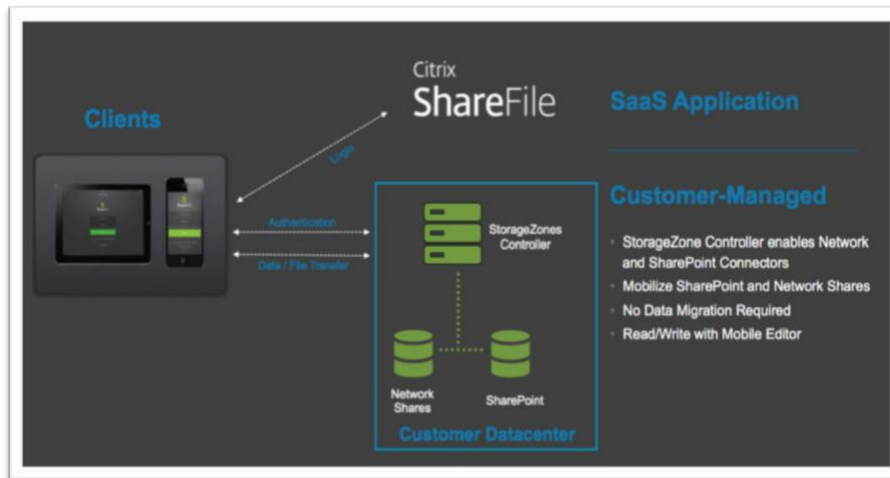 Citrix
ShareFile
SaaS Application
Clients
Login
Customer-Managed
Authentication
StorageZones
Controller
StorageZone Controller enables Network
and SharePoint Connectors
Data / File Transfer
Mobilize SharePoint and Network Shares
No Data Migration Required
Read/Write with Mobile Editor
Network
Shares
SharePoint
Customer Datacenter